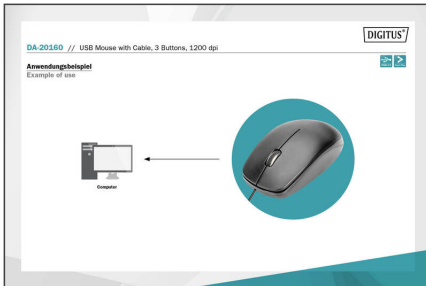 DIGITUS®
DA-20160 // USB Mouse with Cable, 3 Buttons, 1200 dpi
Anwendungsbeispiel
Example of use
Computer